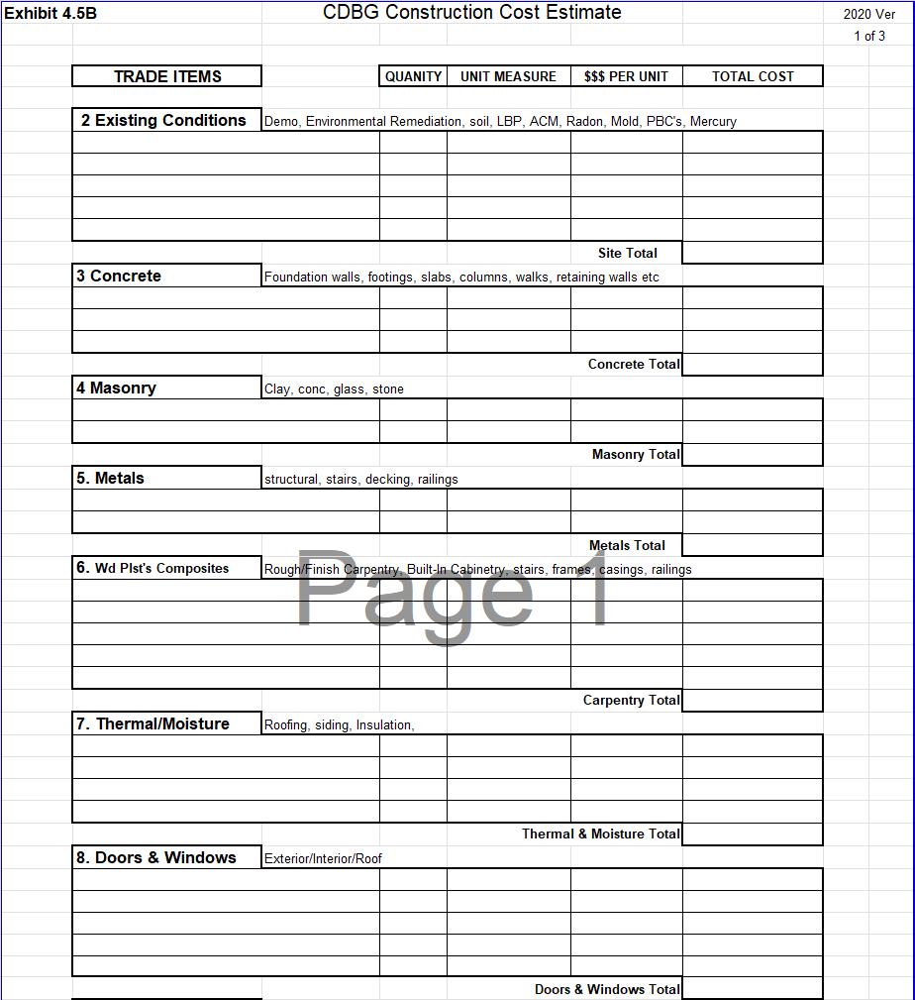 Exhibit 4.5B CDBG Construction Cost Estimate 2020 Ver
1 of 3
TRADE ITEMS QUANITY UNIT MEASURE $$$ PER UNIT TOTAL COST
2 Existing Conditions Demo, Environmental Remediation, soil, LBP, ACM, Radon, Mold, PBC's, Mercury
Site Total
3 Concrete Foundation walls, footings, slabs, columns, walks, retaining walls etc
Concrete Total
4 Masonry Clay, conc, glass, stone
Masonry Total
5. Metals structural, stairs, decking, railings
Metals Total
6. Wd Plst's Composites Rough/Finish Carpentry, Built-In Cabinetry, stairs, frames, casings, railings
Page 1
Carpentry Total
7. Thermal/Moisture Roofing, siding, Insulation,
Thermal & Moisture Total
8. Doors & Windows Exterior/Interior/Roof
Doors & Windows Total